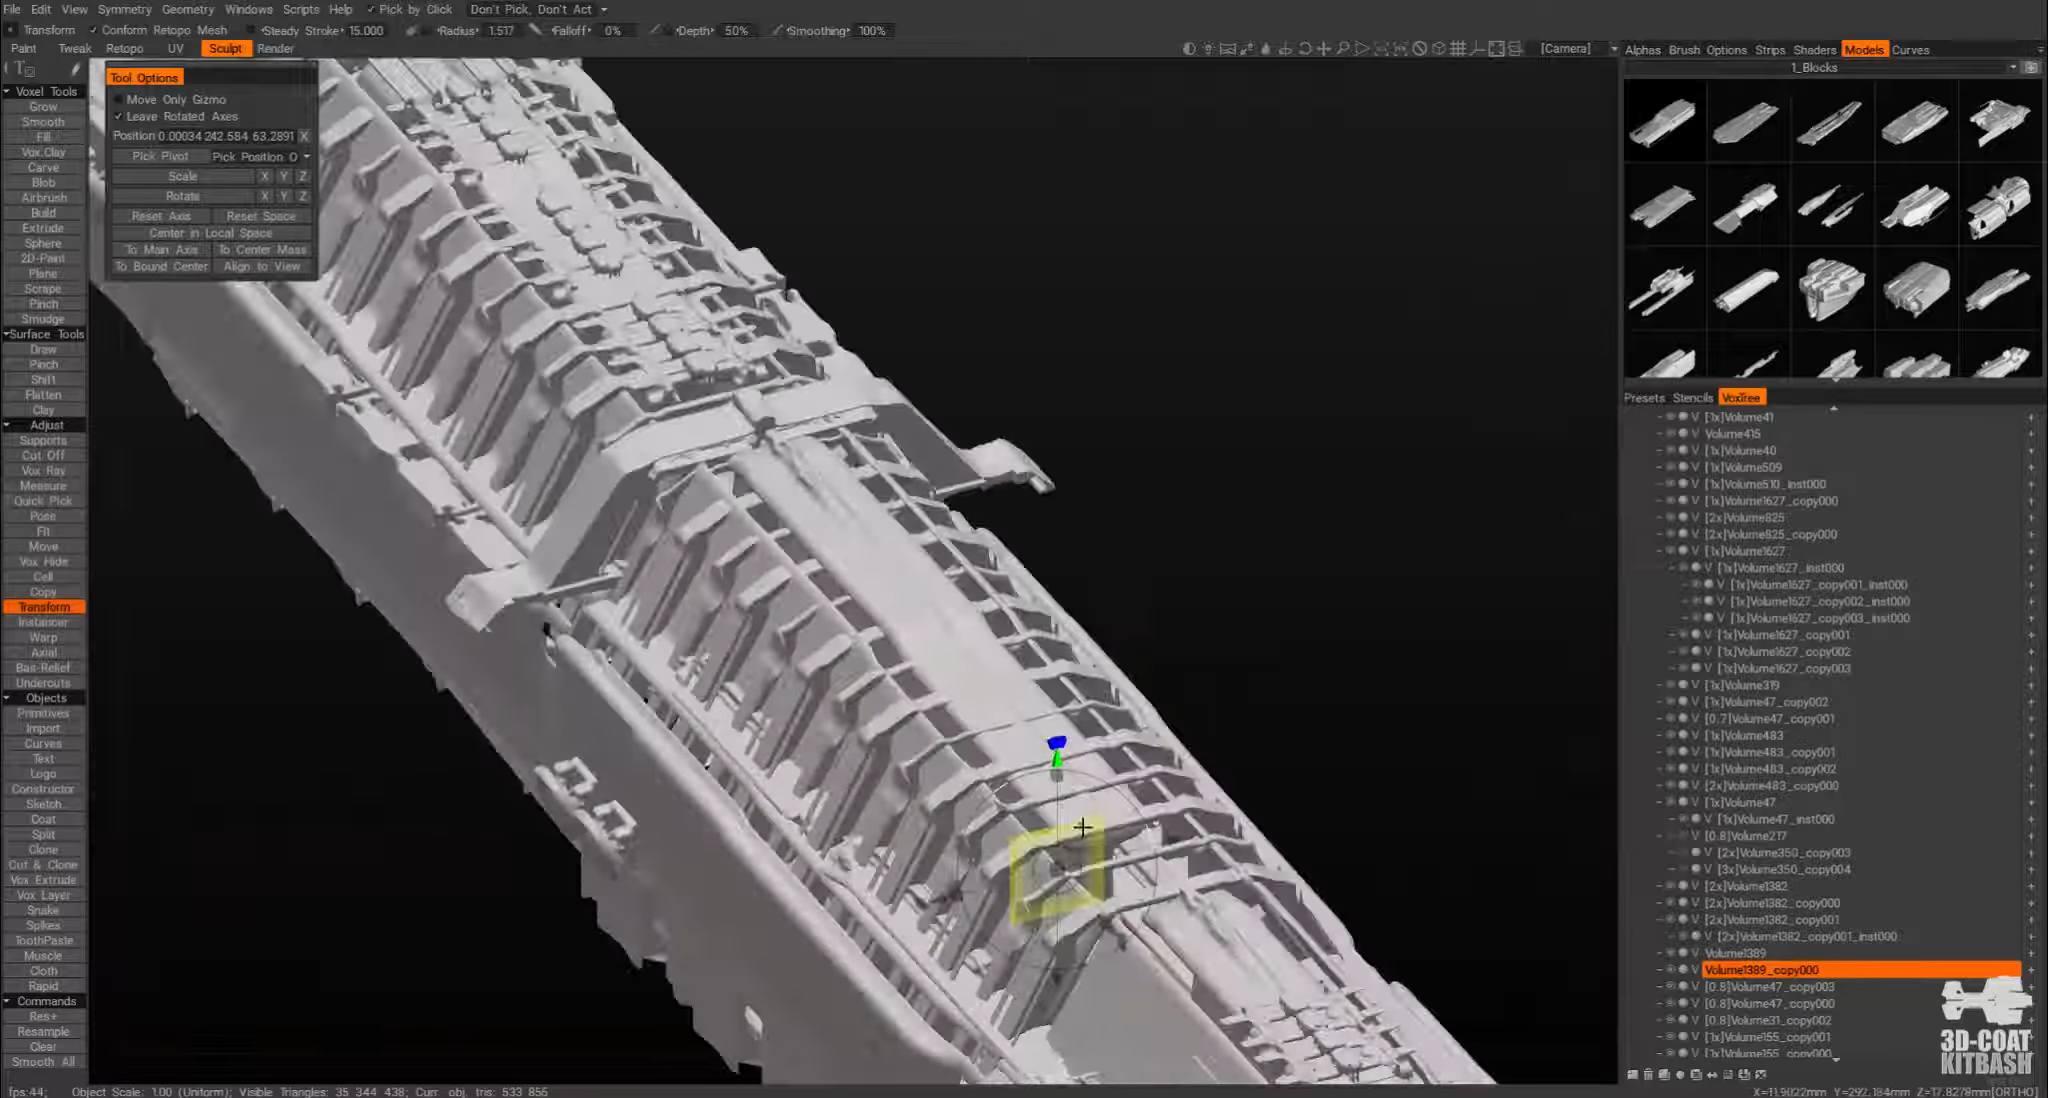 File Edit View Symmetry Geometry Windows Scripts Help ✓ Pick by Click Don't Pick, Don't Act
Transform ✓ Conform Retopo Mesh Steady Stroke 15.000 Radius 1.517 Falloff 0% Depth 50% Smoothing 100%
Paint Tweak Retopo UV Sculpt Render [Camera] Alphas Brush Options Strips Shaders Models Curves
1_Blocks
Tool Options
Move Only Gizmo
✓ Leave Rotated Axes
Position 0.00034 242.584 63.2891 X
Pick Pivot Pick Position O
Scale X Y Z
Rotate X Y Z
Reset Axis Reset Space
Center in Local Space
To Main Axis To Center Mass
To Bound Center Align to View
Voxel Tools
Grow
Smooth
Fill
Vox Clay
Carve
Blob
Airbrush
Build
Extrude
Sphere
2D-Paint
Plane
Scrape
Pinch
Smudge
Surface Tools
Draw
Pinch
Shift
Flatten
Clay
Adjust
Supports
Cut Off
Vox Ray
Measure
Quick Pick
Pose
Fit
Move
Vox Hide
Cell
Copy
Transform
Instancer
Warp
Axial
Bas-Relief
Undercuts
Objects
Primitives
Import
Curves
Text
Logo
Constructor
Sketch
Coat
Split
Clone
Cut & Clone
Vox Extrude
Vox Layer
Snake
Spikes
ToothPaste
Muscle
Cloth
Rapid
Commands
Res+
Resample
Clear
Smooth All
Presets Stencils VoxTree
V [1x]Volume41
V Volume415
V [1x]Volume40
V [1x]Volume509
V [1x]Volume510_inst000
V [1x]Volume1627_copy000
V [2x]Volume825
V [2x]Volume825_copy000
V [1x]Volume1627
V [1x]Volume1627_inst000
V [1x]Volume1627_copy001_inst000
V [1x]Volume1627_copy002_inst000
V [1x]Volume1627_copy003_inst000
V [1x]Volume1627_copy001
V [1x]Volume1627_copy002
V [1x]Volume1627_copy003
V [1x]Volume319
V [1x]Volume47_copy002
V [0.7]Volume47_copy001
V [1x]Volume483
V [1x]Volume483_copy001
V [1x]Volume483_copy002
V [2x]Volume483_copy000
V [1x]Volume47
V [1x]Volume47_inst000
V [0.8]Volume217
V [2x]Volume350_copy003
V [3x]Volume350_copy004
V [2x]Volume1382
V [2x]Volume1382_copy000
V [2x]Volume1382_copy001
V [2x]Volume1382_copy001_inst000
V Volume1389
V Volume1389_copy000
V [0.8]Volume47_copy003
V [0.8]Volume47_copy000
V [0.8]Volume31_copy002
V [1x]Volume155_copy001
V [1x]Volume155_copy000
3D-COAT
KITBASH
fps:44; Object Scale: 1.00 (Uniform); Visible Triangles: 35 344 438; Curr. obj. tris: 533 856
X=11.9022mm Y=292.184mm Z=17.8278mm[ORTHO]